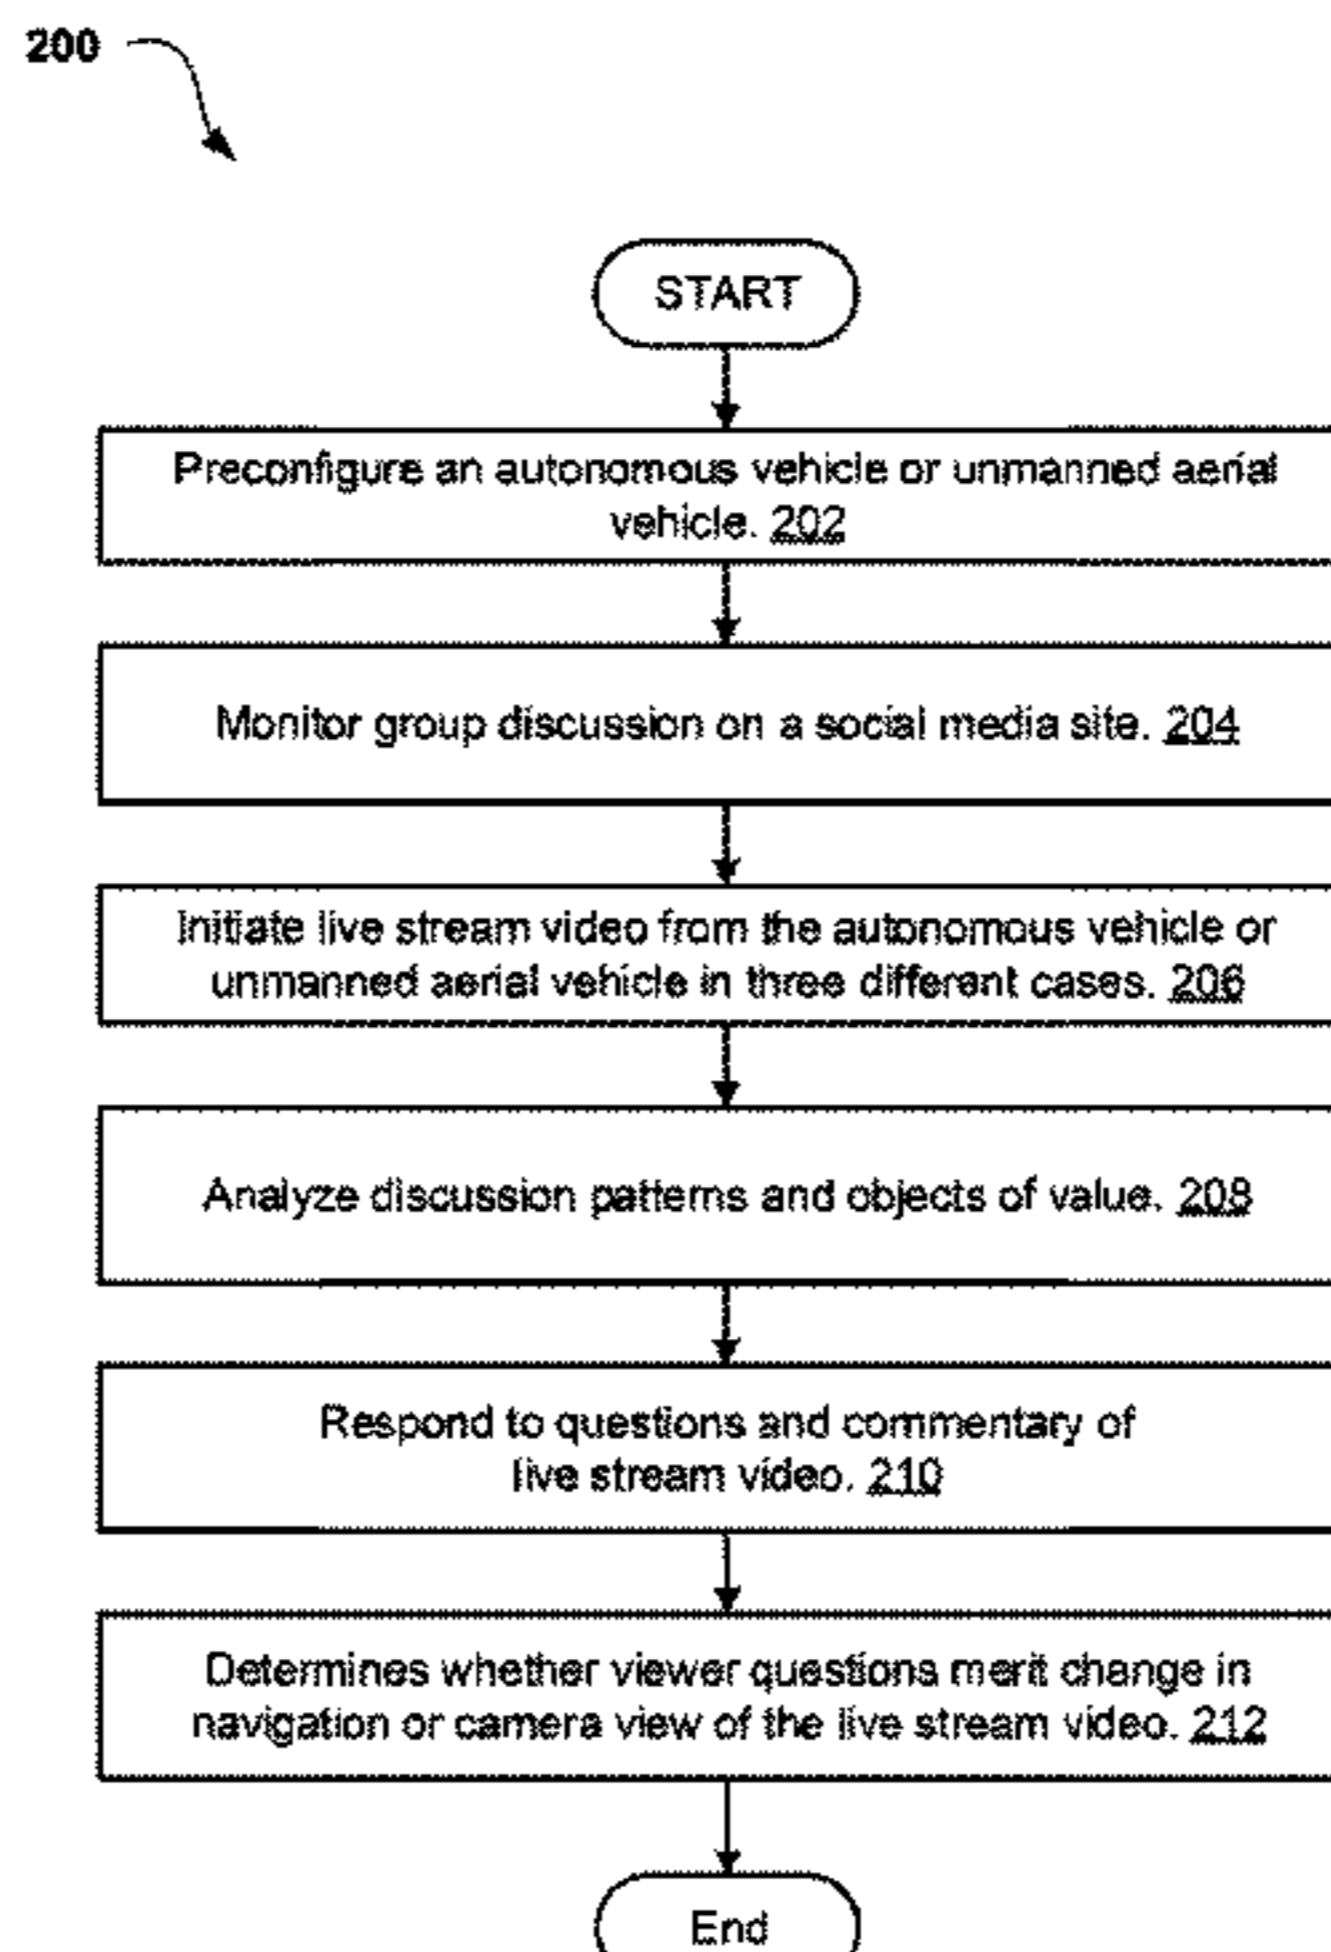 200
START
Preconfigure an autonomous vehicle or unmanned aerial
vehicle. 202
Monitor group discussion on a social media site. 204
Initiate live stream video from the autonomous vehicle or
unmanned aerial vehicle in three different cases. 206
Analyze discussion patterns and objects of value. 208
Respond to questions and commentary of
live stream video. 210
Determines whether viewer questions merit change in
navigation or camera view of the live stream video. 212
End